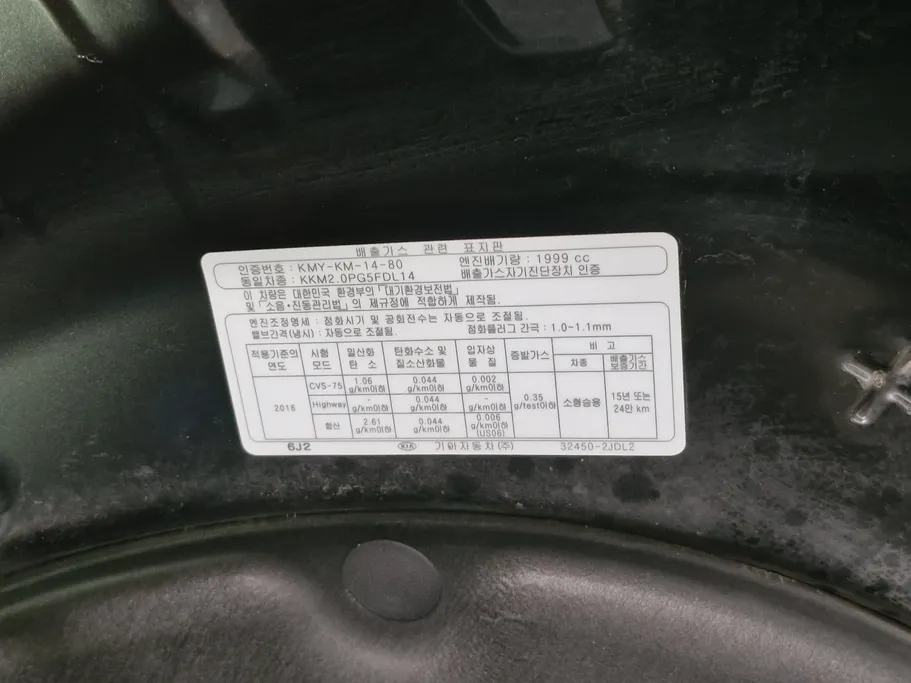 배출가스 관련 표지판
인증번호 : KMY-KM-14-80 엔진배기량 : 1999 cc
동일차종 : KKM2.0PG5FDL14 배출가스자기진단장치 인증
이 차량은 대한민국 환경부의 "대기환경보전법"
및 "소음·진동관리법"의 제규정에 적합하게 제작됨.
엔진조정명세 : 점화시기 및 공회전수는 자동으로 조절됨.
밸브간격(냉시) : 자동으로 조절됨. 점화플러그 간극 : 1.0~1.1mm
적용기준의 연도 시험 모드 일산화 탄소 탄화수소 및 질소산화물 입자상 물질 증발가스 비고
차종 배출가스 보증기간
2016 CVS-75 1.06 g/km이하 0.044 g/km이하 0.002 g/km이하 0.35 g/test이하 소형승용 15년 또는 24만 km
Highway - g/km이하 0.044 g/km이하 - g/km이하
합산 2.61 g/km이하 0.044 g/km이하 0.006 g/km이하 (US06)
6J2 KIA 기아자동차(주) 32450-2JDL2